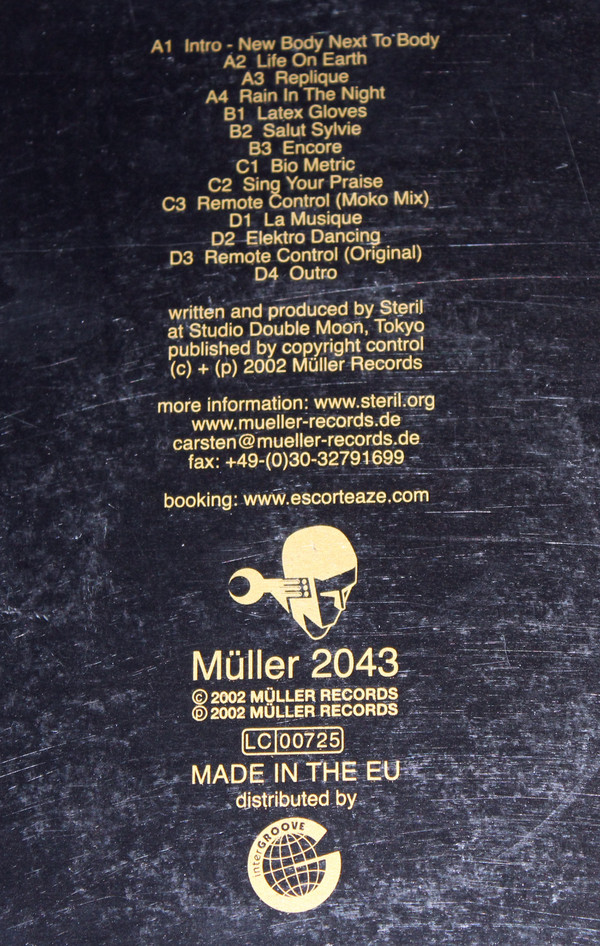 A1 Intro - New Body Next To Body
A2 Life On Earth
A3 Replique
A4 Rain In The Night
B1 Latex Gloves
B2 Salut Sylvie
B3 Encore
C1 Bio Metric
C2 Sing Your Praise
C3 Remote Control (Moko Mix)
D1 La Musique
D2 Elektro Dancing
D3 Remote Control (Original)
D4 Outro
written and produced by Steril
at Studio Double Moon, Tokyo
published by copyright control
(c) + (p) 2002 Müller Records
more information: www.steril.org
www.mueller-records.de
carsten@mueller-records.de
fax: +49-(0)30-32791699
booking: www.escorteaze.com
Müller 2043
© 2002 MÜLLER RECORDS
℗ 2002 MÜLLER RECORDS
LC 00725
MADE IN THE EU
distributed by
interGROOVE